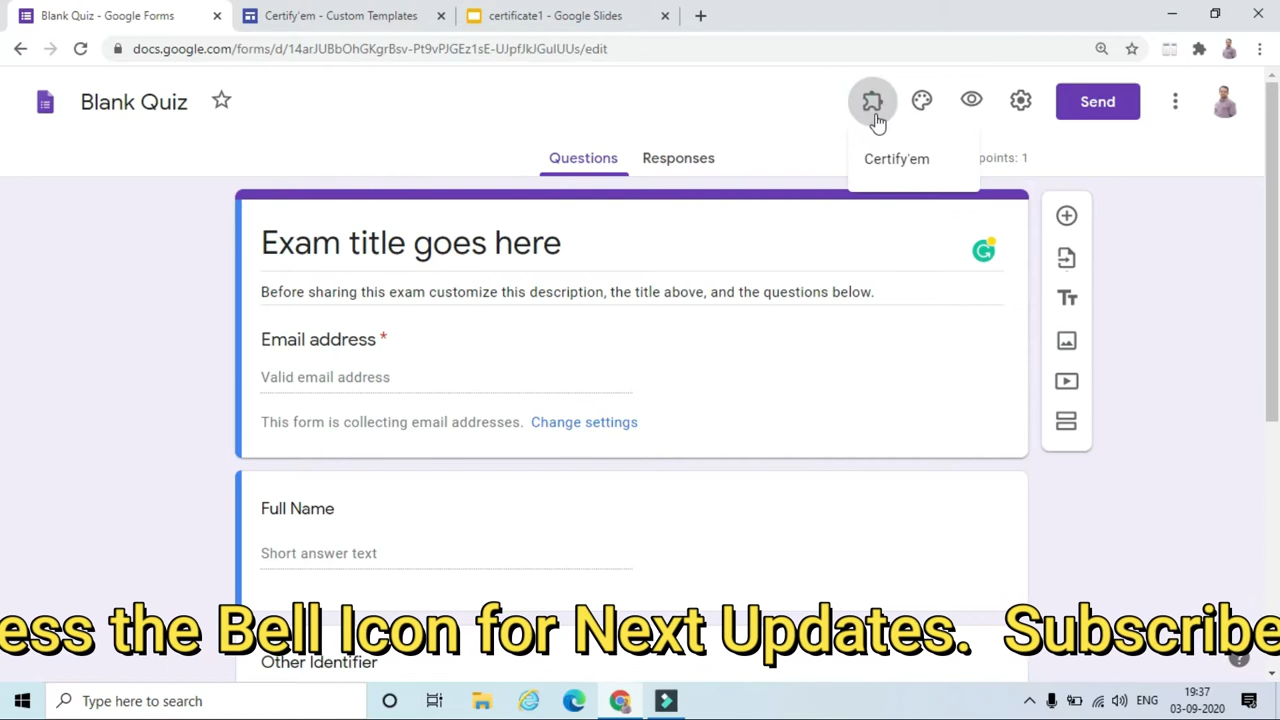 Blank Quiz - Google Forms
Certify'em - Custom Templates
certificate1 - Google Slides
docs.google.com/forms/d/14arJUBbOhGKgrBsv-Pt9vPJGEz1sE-UJpfJkJGuIUUs/edit
Blank Quiz
Send
Certify'em
Questions
Responses
points: 1
Exam title goes here
Before sharing this exam customize this description, the title above, and the questions below.
Email address *
Valid email address
This form is collecting email addresses. Change settings
Full Name
Short answer text
ess the Bell Icon for Next Updates. Subscribe
Other Identifier
Type here to search
ENG
19:37
03-09-2020